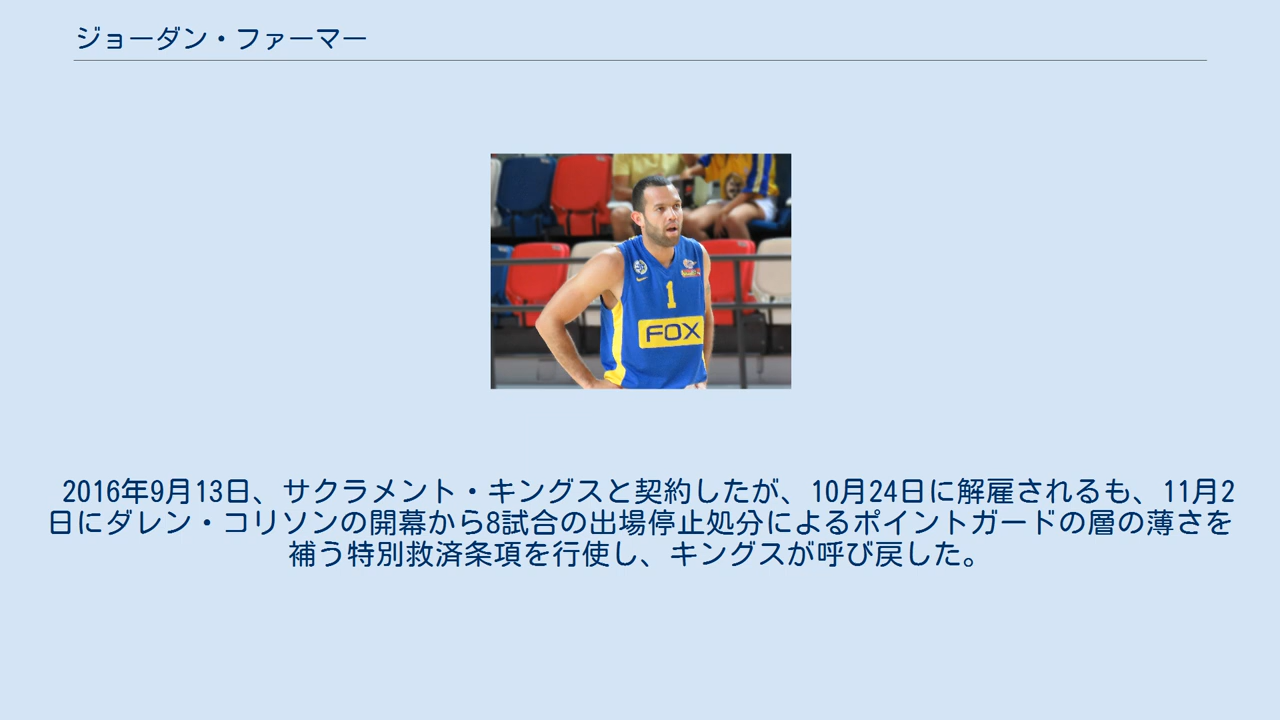 ジョーダン・ファーマー
1
FOX
2016年9月13日、サクラメント・キングスと契約したが、10月24日に解雇されるも、11月2
日にダレン・コリソンの開幕から8試合の出場停止処分によるポイントガードの層の薄さを
補う特別救済条項を行使し、キングスが呼び戻した。